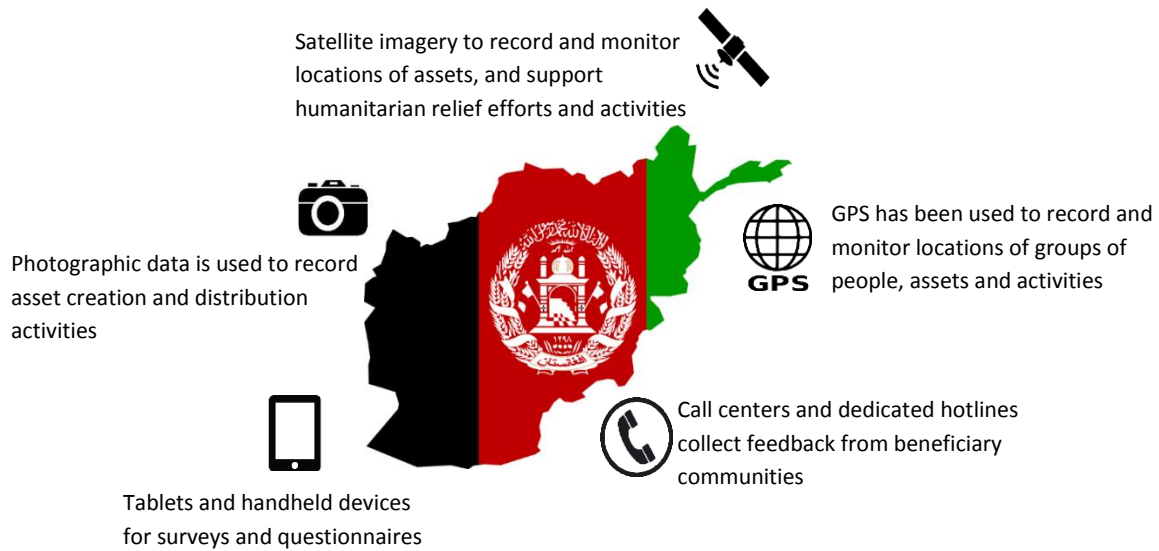 Satellite imagery to record and monitor
locations of assets, and support
humanitarian relief efforts and activities
Photographic data is used to record
asset creation and distribution
activities
GPS
GPS has been used to record and
monitor locations of groups of
people, assets and activities
١٢٩٨
افغانستان
Call centers and dedicated hotlines
collect feedback from beneficiary
communities
Tablets and handheld devices
for surveys and questionnaires